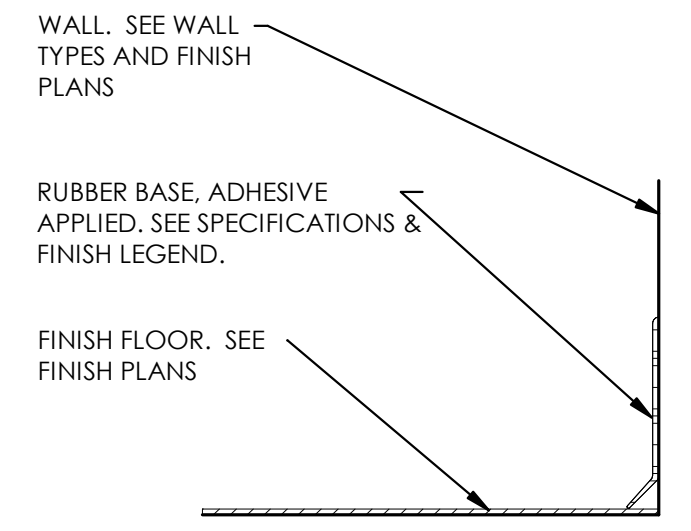 WALL.  SEE WALL
TYPES AND FINISH
PLANS
RUBBER BASE, ADHESIVE
APPLIED. SEE SPECIFICATIONS &
FINISH LEGEND.
FINISH FLOOR.  SEE
FINISH PLANS